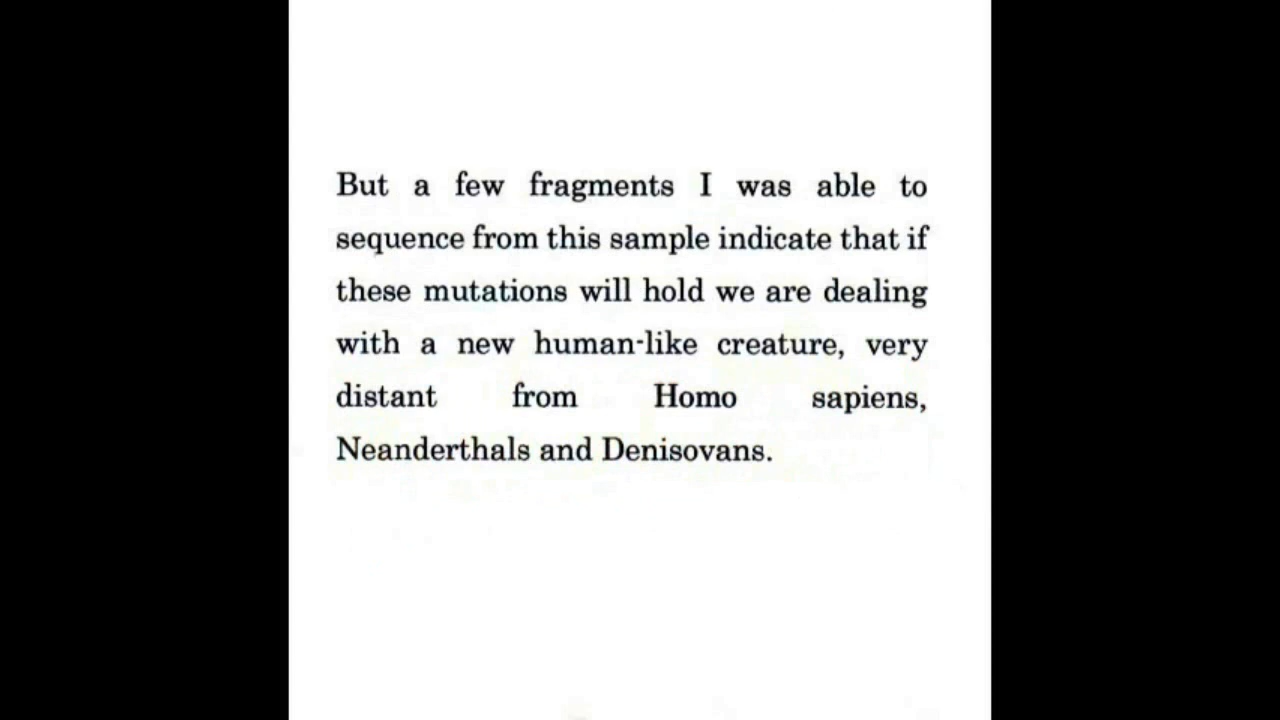 But a few fragments I was able to
sequence from this sample indicate that if
these mutations will hold we are dealing
with a new human-like creature, very
distant from Homo sapiens,
Neanderthals and Denisovans.